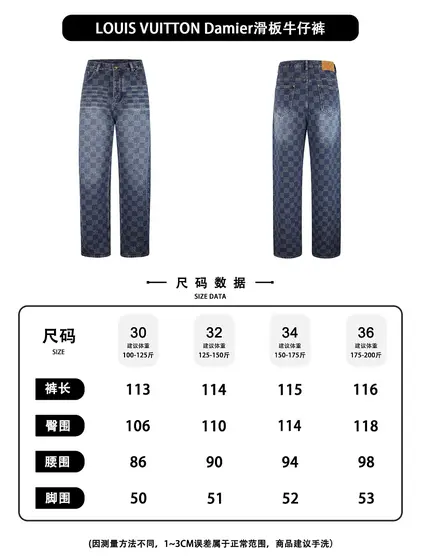 LOUIS VUITTON Damier滑板牛仔裤
尺码数据
SIZE DATA
尺码 30 32 34 36
SIZE 建议体重 建议体重 建议体重 建议体重
100-125斤 125-150斤 150-175斤 175-200斤
裤长 113 114 115 116
臀围 106 110 114 118
腰围 86 90 94 98
脚围 50 51 52 53
(因测量方法不同，1~3CM误差属于正常范围，商品建议手洗)